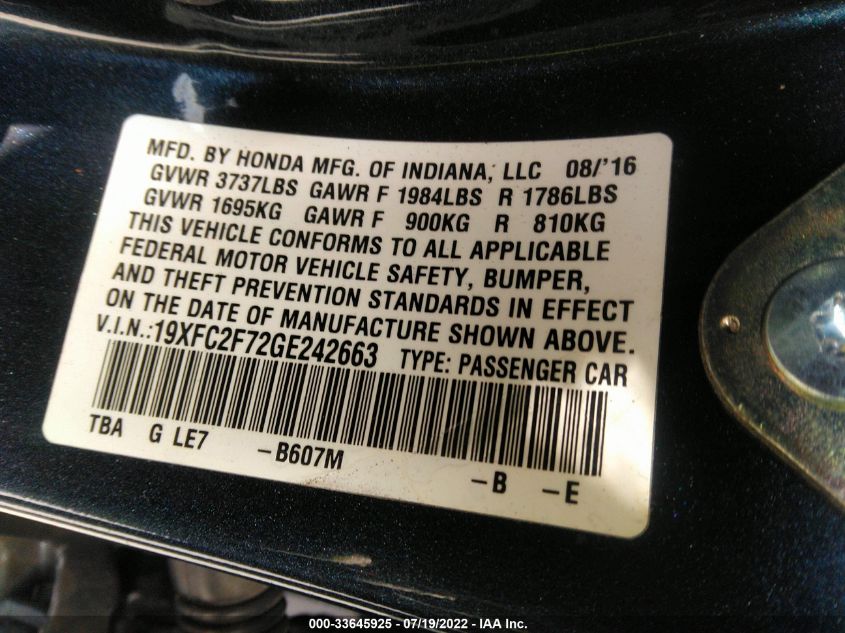 MFD. BY HONDA MFG. OF INDIANA, LLC 08/'16
GVWR 3737LBS GAWR F 1984LBS R 1786LBS
GVWR 1695KG GAWR F 900KG R 810KG
THIS VEHICLE CONFORMS TO ALL APPLICABLE
FEDERAL MOTOR VEHICLE SAFETY, BUMPER,
AND THEFT PREVENTION STANDARDS IN EFFECT
ON THE DATE OF MANUFACTURE SHOWN ABOVE.
V.I.N.:19XFC2F72GE242663 TYPE: PASSENGER CAR
TBA G LE7 -B607M -B -E
000-33645925 - 07/19/2022 - IAA Inc.